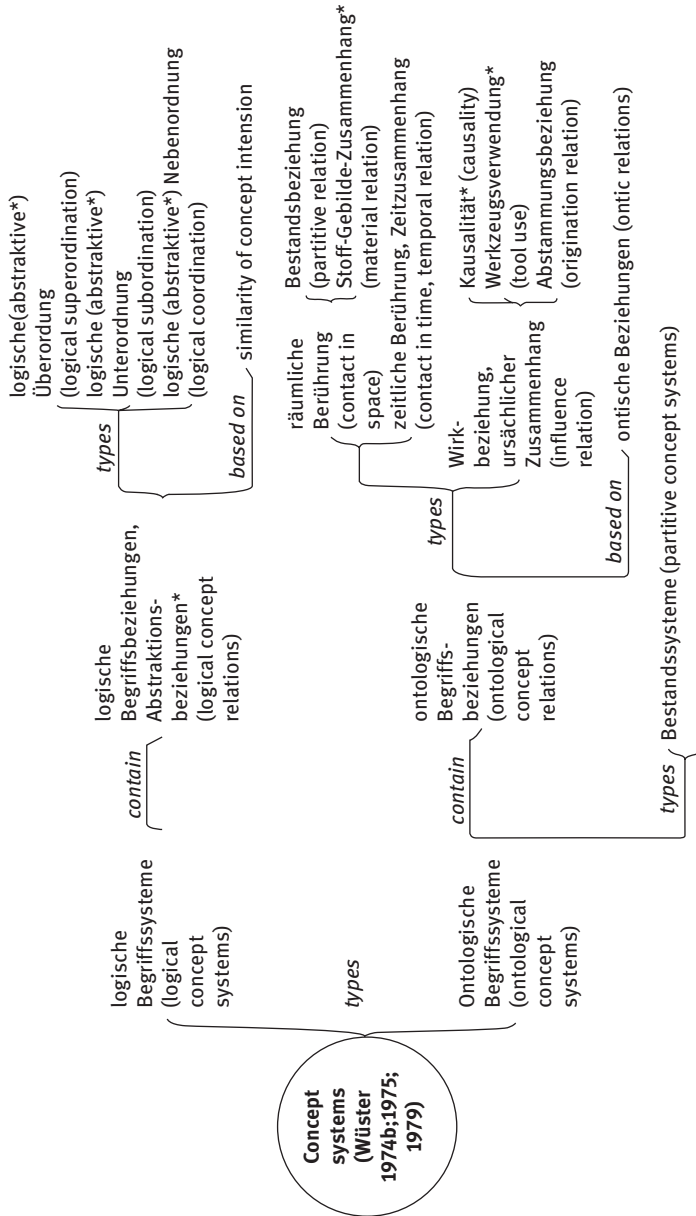 Concept
systems
(Wüster
1974b;1975;
1979)
types
logische
Begriffssysteme
(logical
concept
systems)
contain
logische
Begriffsbeziehungen,
Abstraktions-
beziehungen*
(logical concept
relations)
types
logische(abstraktive*)
Überordung
(logical superordination)
logische (abstraktive*)
Unterordnung
(logical subordination)
logische (abstraktive*) Nebenordnung
(logical coordination)
based on
similarity of concept intension
Ontologische
Begriffssysteme
(ontological
concept
systems)
contain
ontologische
Begriffs-
beziehungen
(ontological
concept
relations)
types
räumliche
Berührung
(contact in
space)
Bestandsbeziehung
(partitive relation)
Stoff-Gebilde-Zusammenhang*
(material relation)
zeitliche Berührung, Zeitzusammenhang
(contact in time, temporal relation)
Wirk-
beziehung,
ursächlicher
Zusammenhang
(influence
relation)
Kausalität* (causality)
Werkzeugsverwendung*
(tool use)
Abstammungsbeziehung
(origination relation)
based on
ontische Beziehungen (ontic relations)
types
Bestandssysteme (partitive concept systems)